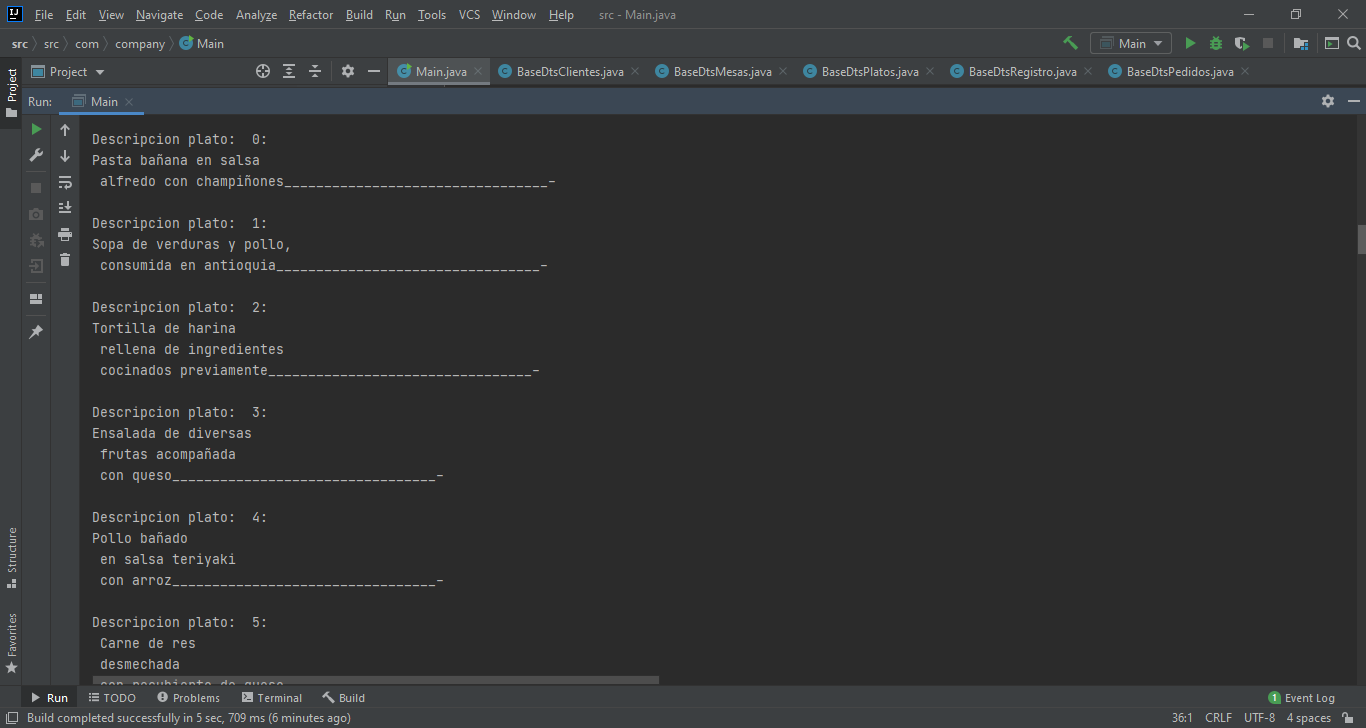 File Edit View Navigate Code Analyze Refactor Build Run Tools VCS Window Help src - Main.java
src src com company Main Main
Project Main.java BaseDtsClientes.java BaseDtsMesas.java BaseDtsPlatos.java BaseDtsRegistro.java BaseDtsPedidos.java
Project
Run: Main
Descripcion plato:  0:
Pasta bañana en salsa
 alfredo con champiñones_________________________________-
Descripcion plato:  1:
Sopa de verduras y pollo,
 consumida en antioquia_________________________________-
Descripcion plato:  2:
Tortilla de harina
 rellena de ingredientes
 cocinados previamente_________________________________-
Descripcion plato:  3:
Ensalada de diversas
 frutas acompañada
 con queso_________________________________-
Descripcion plato:  4:
Pollo bañado
 en salsa teriyaki
 con arroz_________________________________-
Descripcion plato:  5:
 Carne de res
 desmechada
Structure
Favorites
Run TODO Problems Terminal Build 1 Event Log
Build completed successfully in 5 sec, 709 ms (6 minutes ago) 36:1 CRLF UTF-8 4 spaces